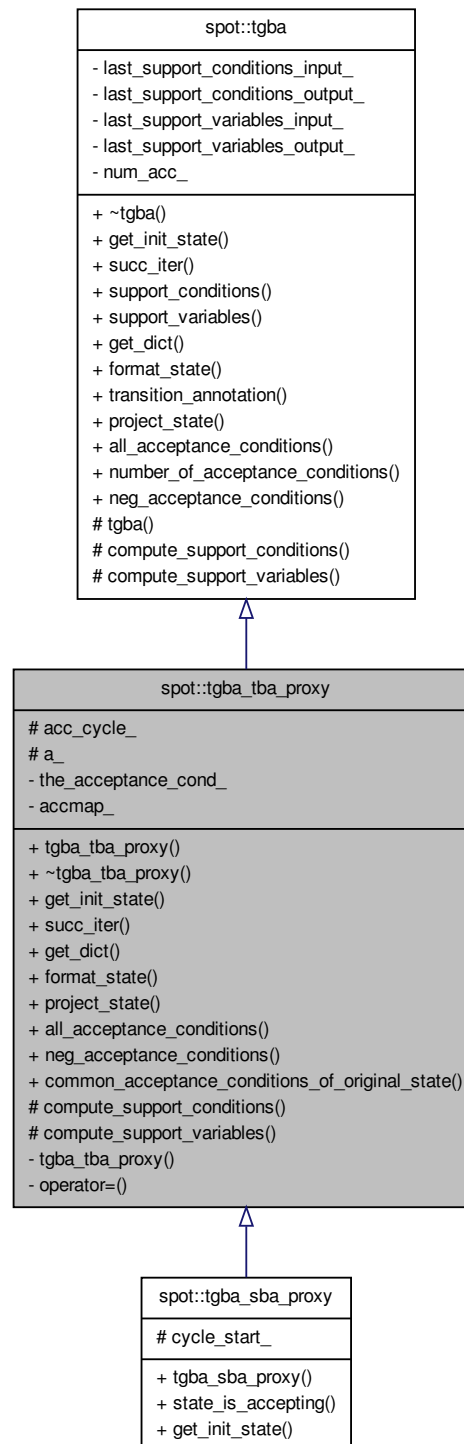 spot::tgba
- last_support_conditions_input_
- last_support_conditions_output_
- last_support_variables_input_
- last_support_variables_output_
- num_acc_
+ ~tgba()
+ get_init_state()
+ succ_iter()
+ support_conditions()
+ support_variables()
+ get_dict()
+ format_state()
+ transition_annotation()
+ project_state()
+ all_acceptance_conditions()
+ number_of_acceptance_conditions()
+ neg_acceptance_conditions()
# tgba()
# compute_support_conditions()
# compute_support_variables()
spot::tgba_tba_proxy
# acc_cycle_
# a_
- the_acceptance_cond_
- accmap_
+ tgba_tba_proxy()
+ ~tgba_tba_proxy()
+ get_init_state()
+ succ_iter()
+ get_dict()
+ format_state()
+ project_state()
+ all_acceptance_conditions()
+ neg_acceptance_conditions()
+ common_acceptance_conditions_of_original_state()
# compute_support_conditions()
# compute_support_variables()
- tgba_tba_proxy()
- operator=()
spot::tgba_sba_proxy
# cycle_start_
+ tgba_sba_proxy()
+ state_is_accepting()
+ get_init_state()